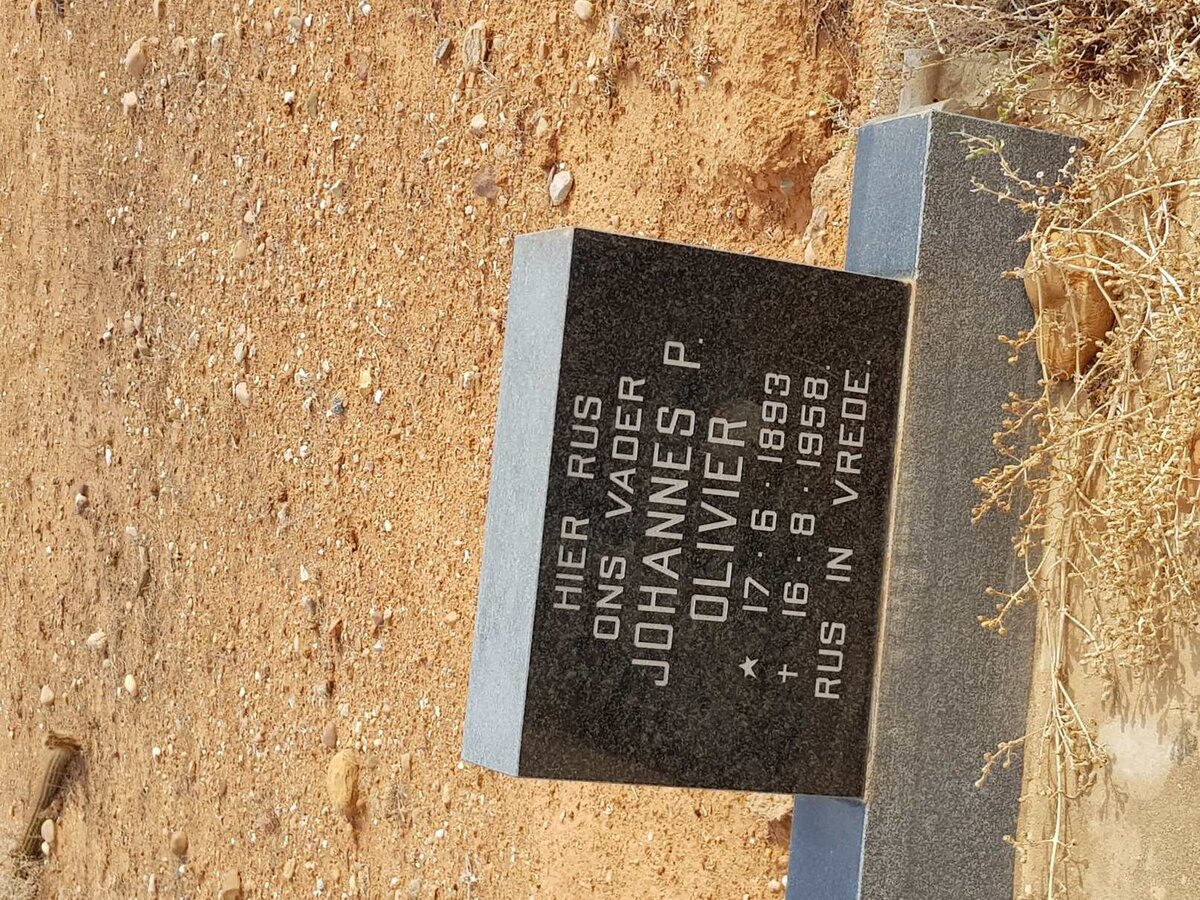 HIER RUS
ONS VADER
JOHANNES P.
OLIVIER
★ 17·6·1893
† 16·8·1958.
RUS IN VREDE.